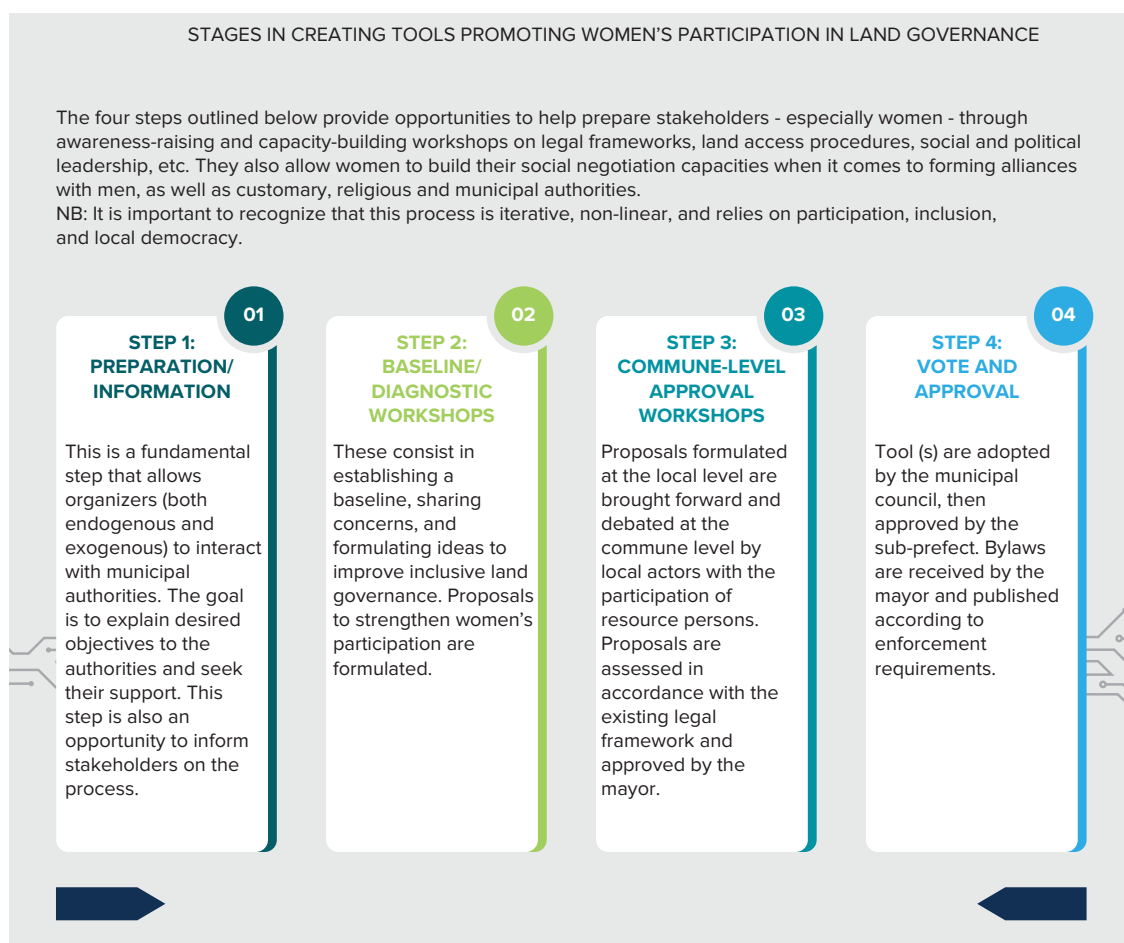 STAGES IN CREATING TOOLS PROMOTING WOMEN’S PARTICIPATION IN LAND GOVERNANCE
The four steps outlined below provide opportunities to help prepare stakeholders - especially women - through
awareness-raising and capacity-building workshops on legal frameworks, land access procedures, social and political
leadership, etc. They also allow women to build their social negotiation capacities when it comes to forming alliances
with men, as well as customary, religious and municipal authorities.
NB: It is important to recognize that this process is iterative, non-linear, and relies on participation, inclusion,
and local democracy.
01
STEP 1:
PREPARATION/
INFORMATION
This is a fundamental
step that allows
organizers (both
endogenous and
exogenous) to interact
with municipal
authorities. The goal
is to explain desired
objectives to the
authorities and seek
their support. This
step is also an
opportunity to inform
stakeholders on the
process.
02
STEP 2:
BASELINE/
DIAGNOSTIC
WORKSHOPS
These consist in
establishing a
baseline, sharing
concerns, and
formulating ideas to
improve inclusive land
governance. Proposals
to strengthen women’s
participation are
formulated.
03
STEP 3:
COMMUNE-LEVEL
APPROVAL
WORKSHOPS
Proposals formulated
at the local level are
brought forward and
debated at the
commune level by
local actors with the
participation of
resource persons.
Proposals are
assessed in
accordance with the
existing legal
framework and
approved by the
mayor.
04
STEP 4:
VOTE AND
APPROVAL
Tool (s) are adopted
by the municipal
council, then
approved by the
sub-prefect. Bylaws
are received by the
mayor and published
according to
enforcement
requirements.